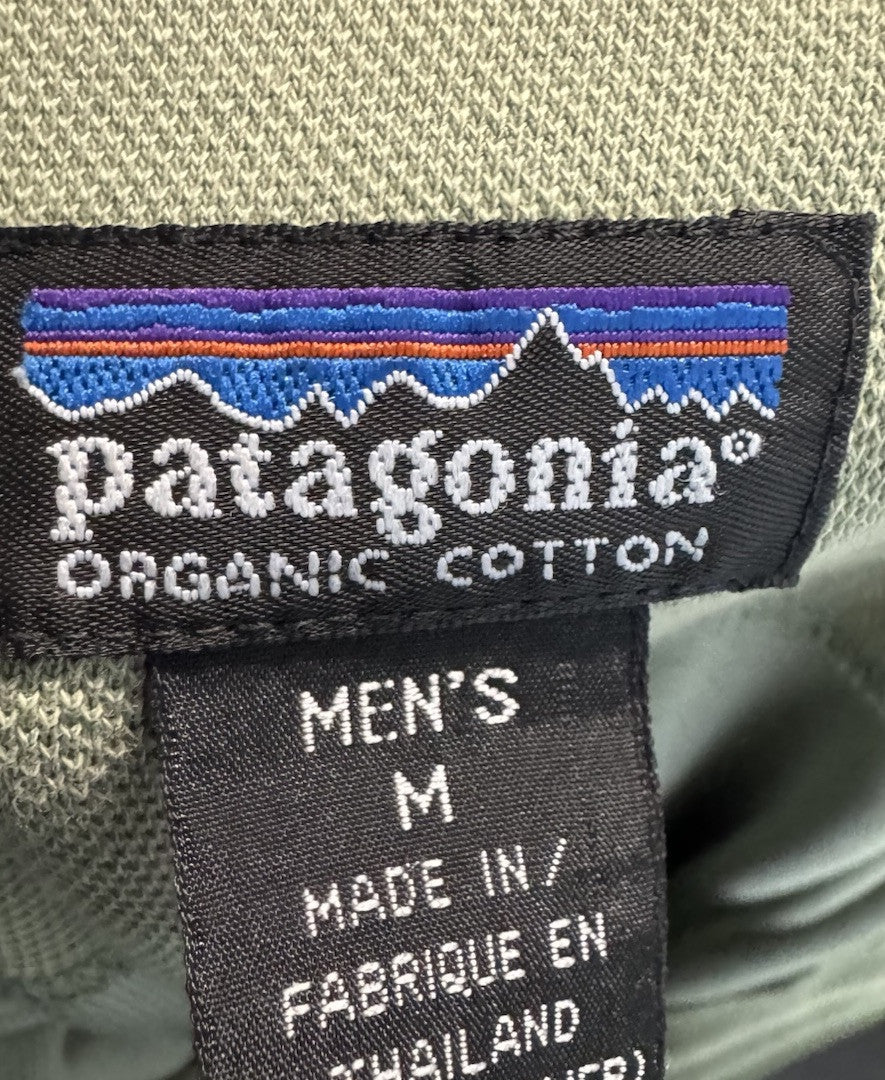 patagonia®
ORGANIC COTTON
MEN'S
M
MADE IN /
FABRIQUE EN
THAILAND